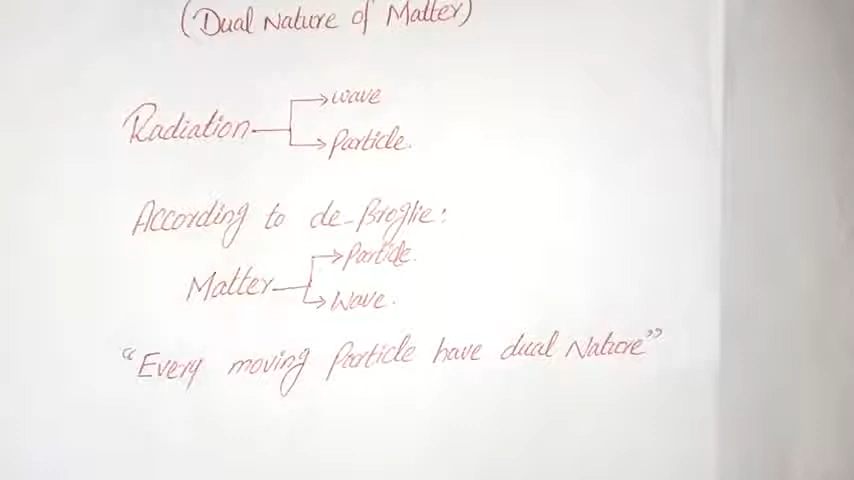 (Dual Nature of Matter)
Radiation → wave
→ Particle.
According to de-Broglie:
Matter → Particle.
→ Wave.
"Every moving Particle have dual Nature"